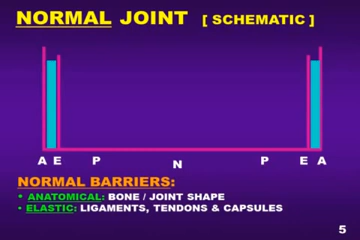 NORMAL JOINT [ SCHEMATIC ]
A E P N P E A
NORMAL BARRIERS:
• ANATOMICAL: BONE / JOINT SHAPE
• ELASTIC: LIGAMENTS, TENDONS & CAPSULES
5